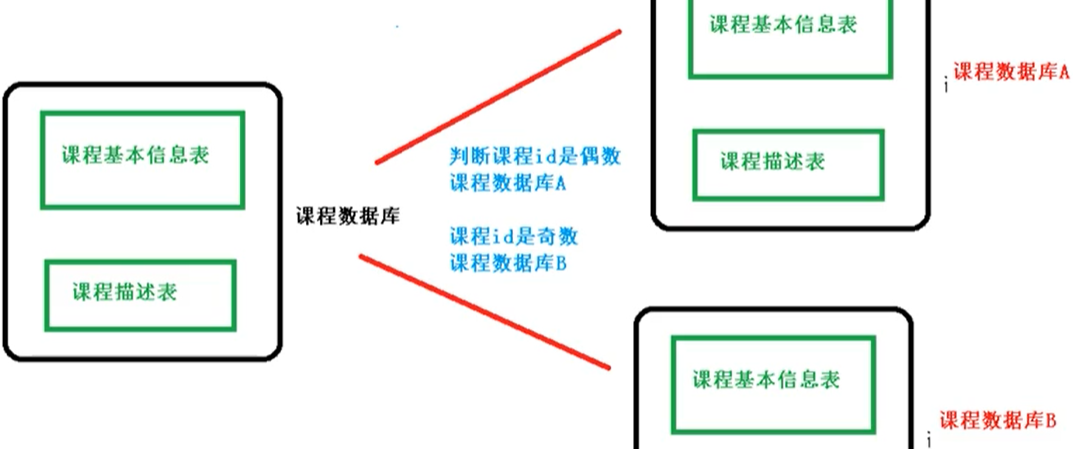 课程基本信息表
课程描述表
课程数据库
判断课程id是偶数
课程数据库A
课程id是奇数
课程数据库B
课程基本信息表
课程描述表
i
课程数据库A
课程基本信息表
i
课程数据库B